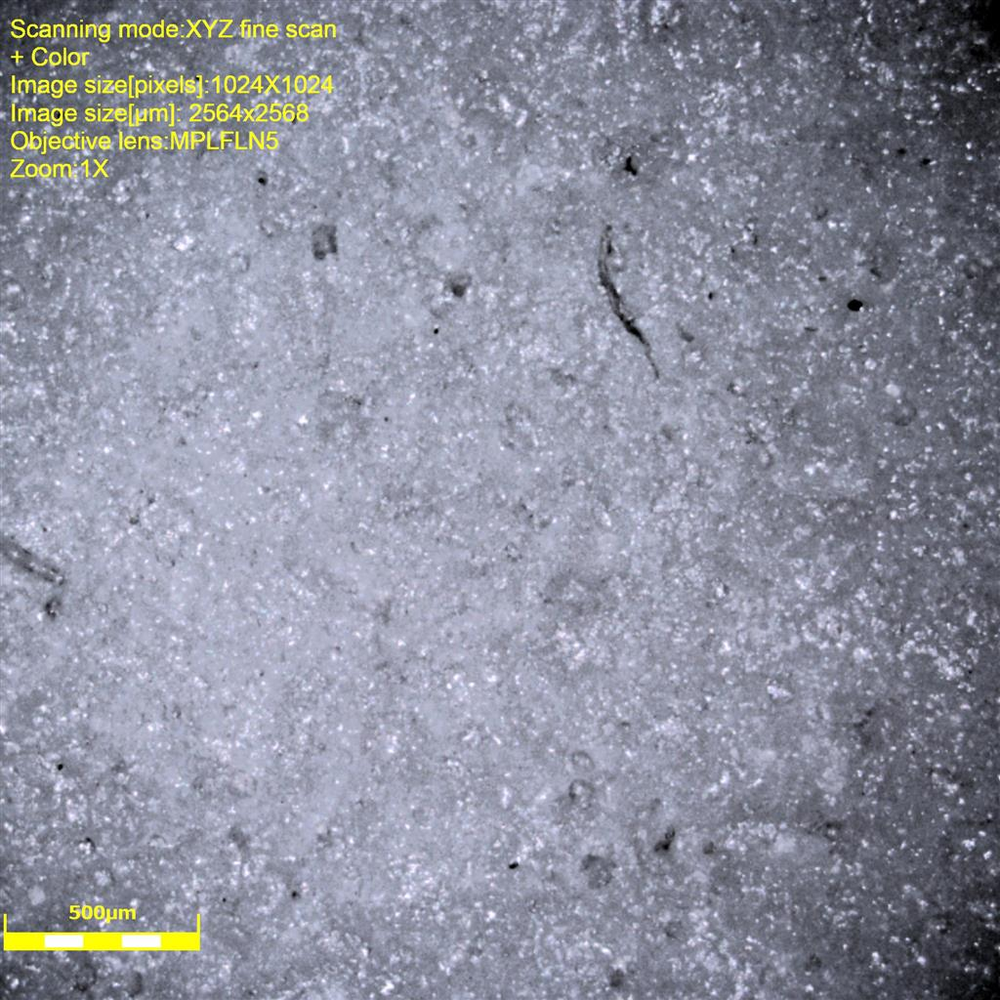 Scanning mode:XYZ fine scan
+ Color
Image size[pixels]:1024X1024
Image size[µm]: 2564x2568
Objective lens:MPLFLN5
Zoom:1X
500µm